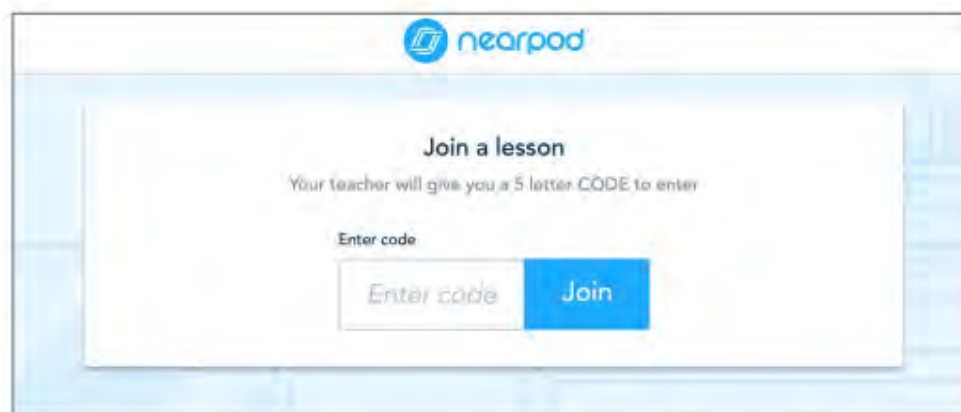 nearpod
Join a lesson
Your teacher will give you a 5 letter CODE to enter
Enter code
Enter code Join